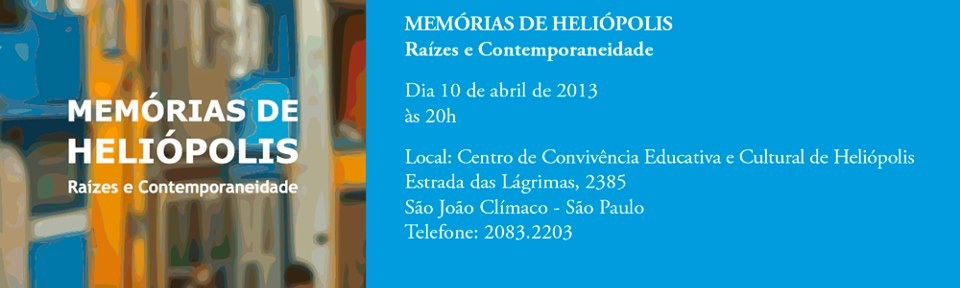 MEMÓRIAS DE
HELIÓPOLIS
Raízes e Contemporaneidade
MEMÓRIAS DE HELIÓPOLIS
Raízes e Contemporaneidade
Dia 10 de abril de 2013
às 20h
Local: Centro de Convivência Educativa e Cultural de Heliópolis
Estrada das Lágrimas, 2385
São João Clímaco - São Paulo
Telefone: 2083.2203